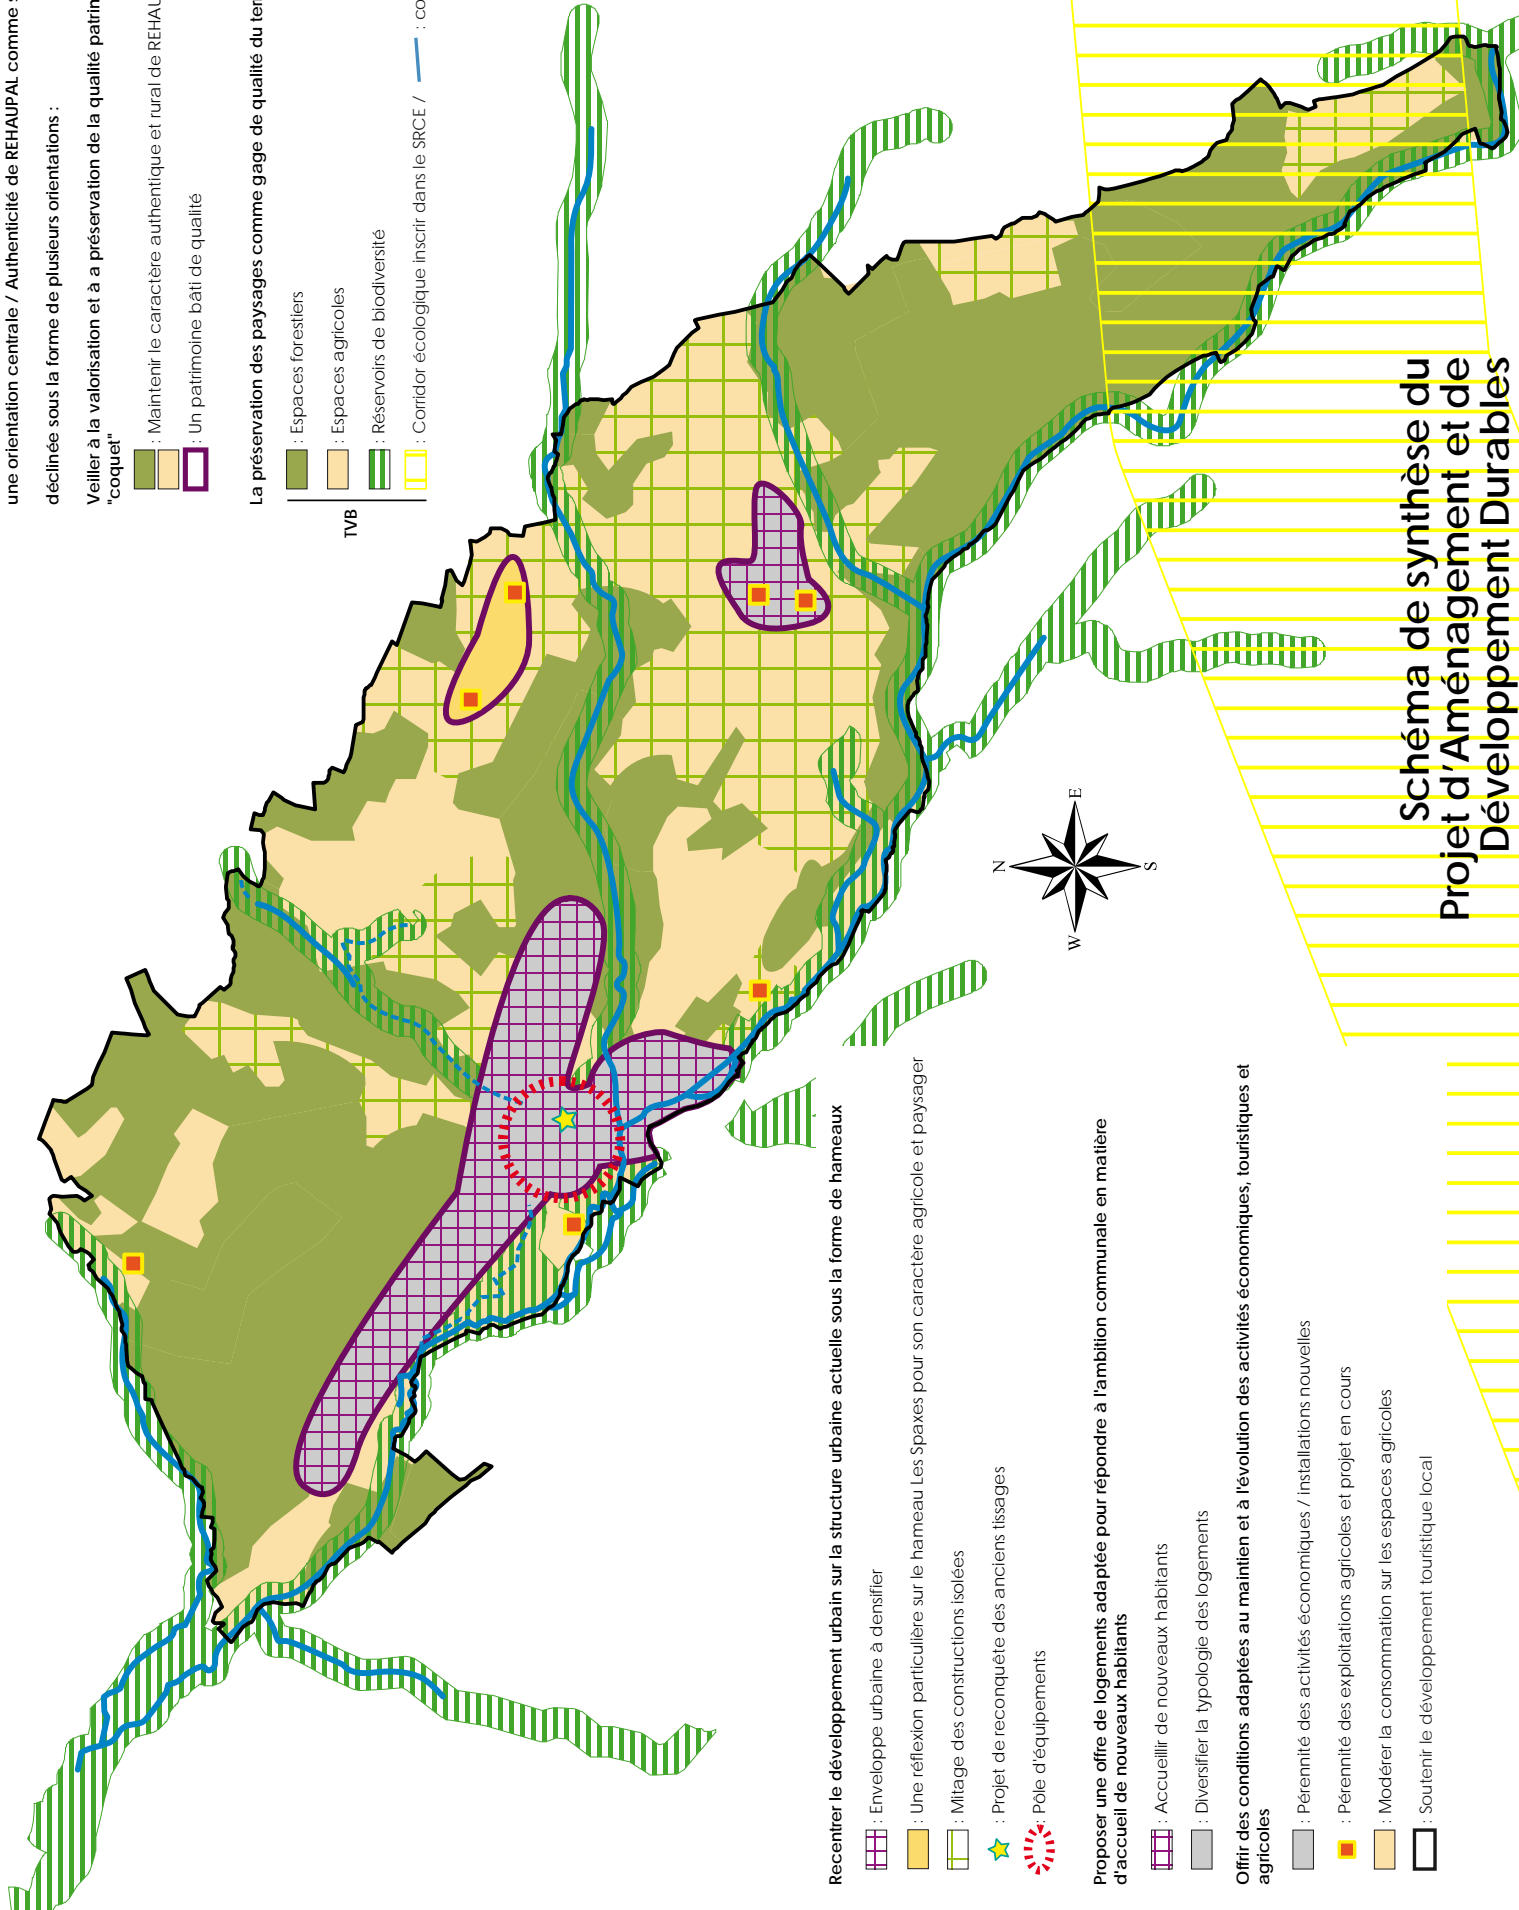 une orientation centrale / Authenticité de REHAUPAL comme
déclinée sous la forme de plusieurs orientations :
Veiller à la valorisation et a préservation de la qualité
"coquet"
: Maintenir le caractère authentique et rural de
: Un patrimoine bâti de qualité
La préservation des paysages comme gage de qualité du
TVB
: Espaces forestiers
: Espaces agricoles
: Réservoirs de biodiversité
: Corridor écologique inscrir dans le SRCE /
Recentrer le développement urbain sur la structure urbaine actuelle sous la forme de hameaux
: Enveloppe urbaine à densifier
: Une réflexion particulière sur le hameau Les Spaxes pour son caractère agricole et paysager
: Mitage des constructions isolées
: Projet de reconquête des anciens tissages
: Pôle d'équipements
Proposer une offre de logements adaptée pour répondre à l'ambition communale en matière
d'accueil de nouveaux habitants
: Accueillir de nouveaux habitants
: Diversifier la typologie des logements
Offrir des conditions adaptées au maintien et à l'évolution des activités économiques, touristiques et
agricoles
: Pérennité des activités économiques / installations nouvelles
: Pérennité des exploitations agricoles et projet en cours
: Modérer la consommation sur les espaces agricoles
: Soutenir le développement touristique local
N
E
S
W
Schéma de synthèse du
Projet d'Aménagement et de
Développement Durables